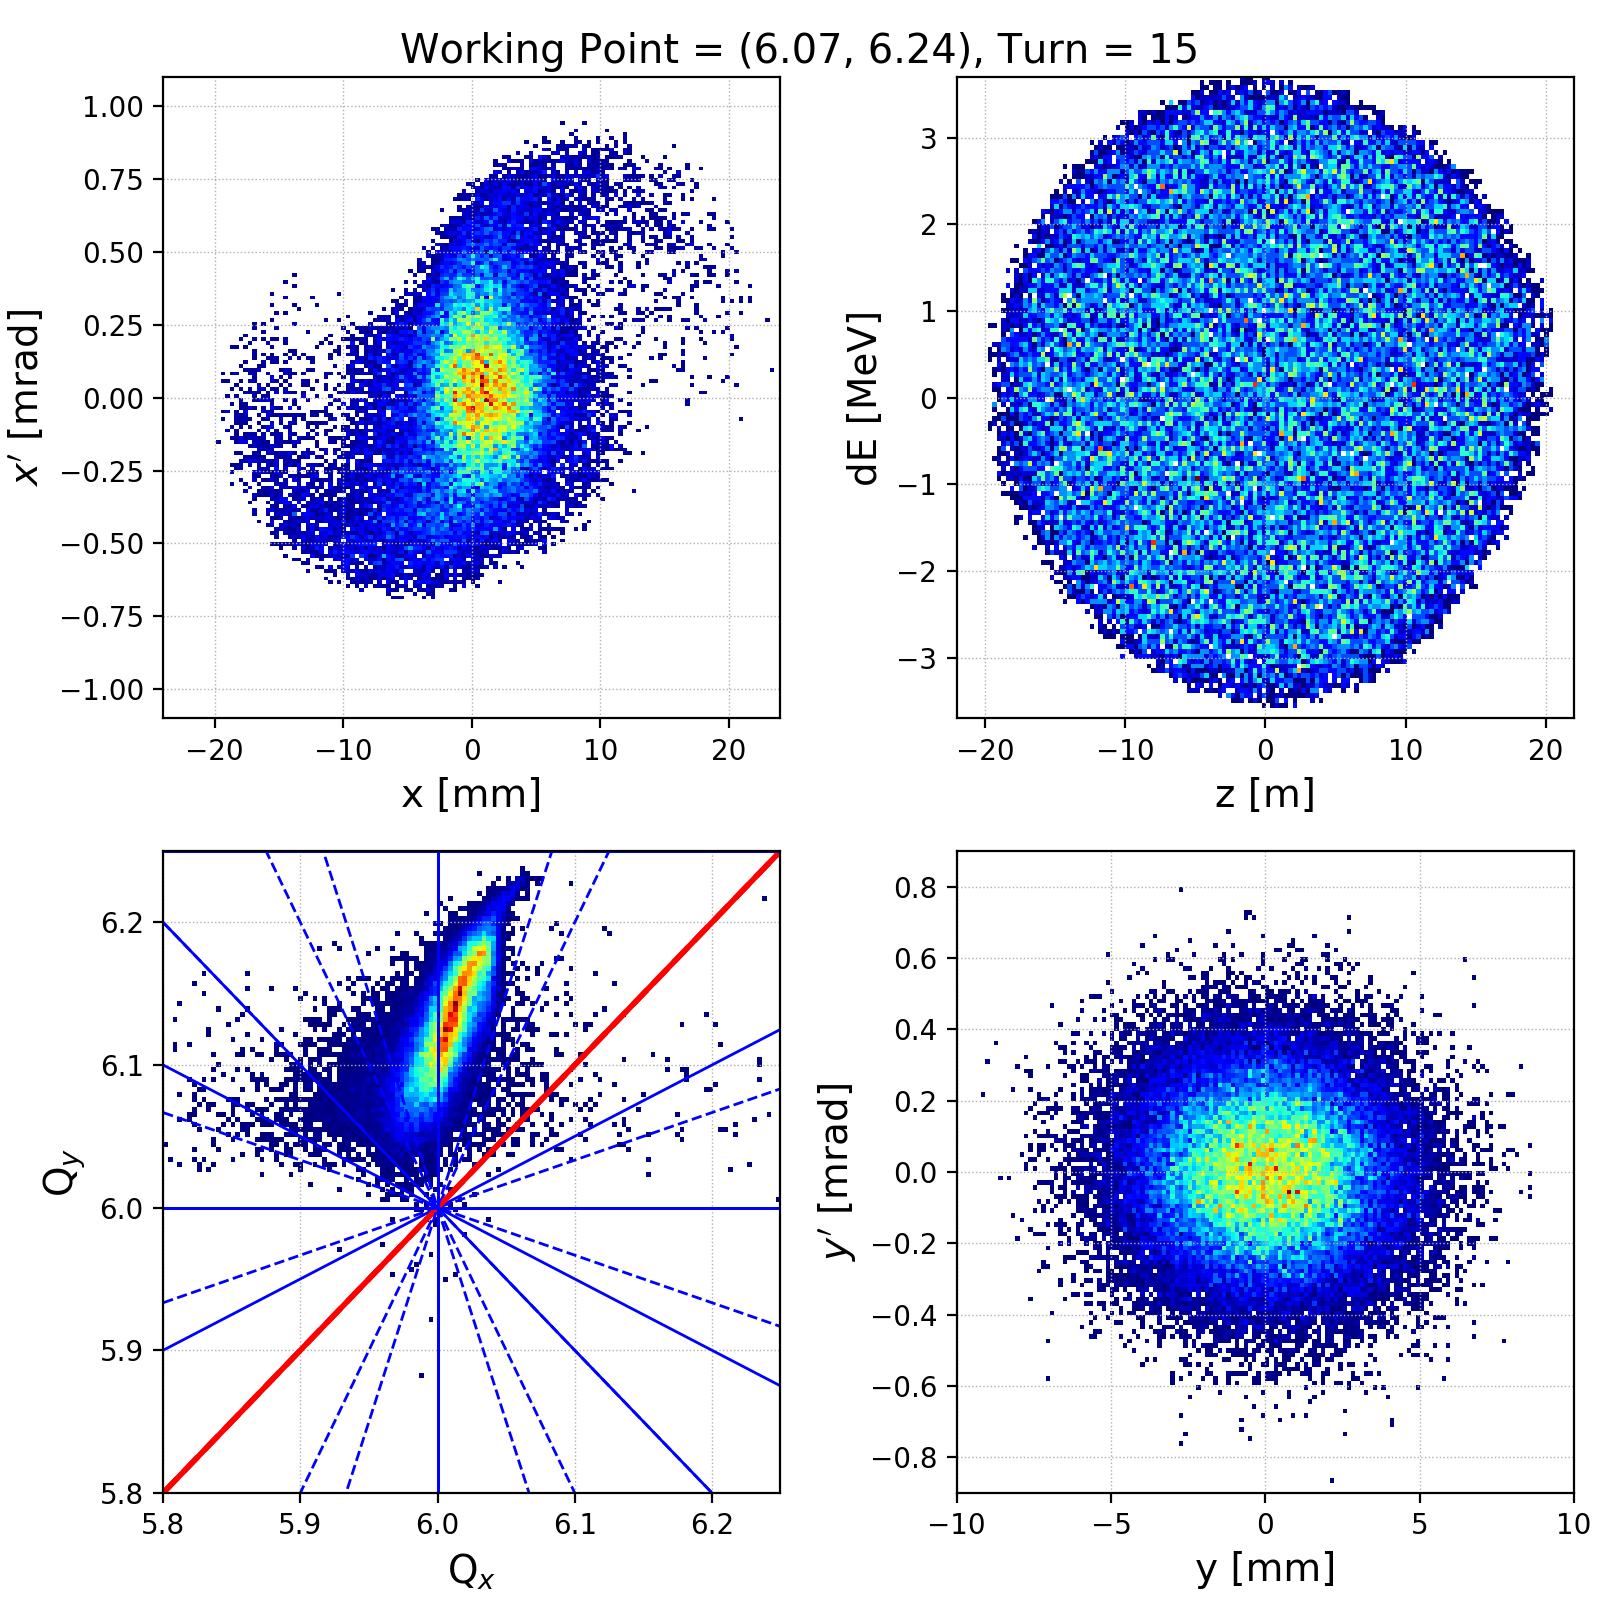 Working Point = (6.07, 6.24), Turn = 15
1.00
0.75
0.50
0.25
0.00
−0.25
−0.50
−0.75
−1.00
x′ [mrad]
−20 −10 0 10 20
x [mm]
3
2
1
0
−1
−2
−3
dE [MeV]
−20 −10 0 10 20
z [m]
6.2
6.1
6.0
5.9
5.8
Qy
5.8 5.9 6.0 6.1 6.2
Qx
0.8
0.6
0.4
0.2
0.0
−0.2
−0.4
−0.6
−0.8
y′ [mrad]
−10 −5 0 5 10
y [mm]